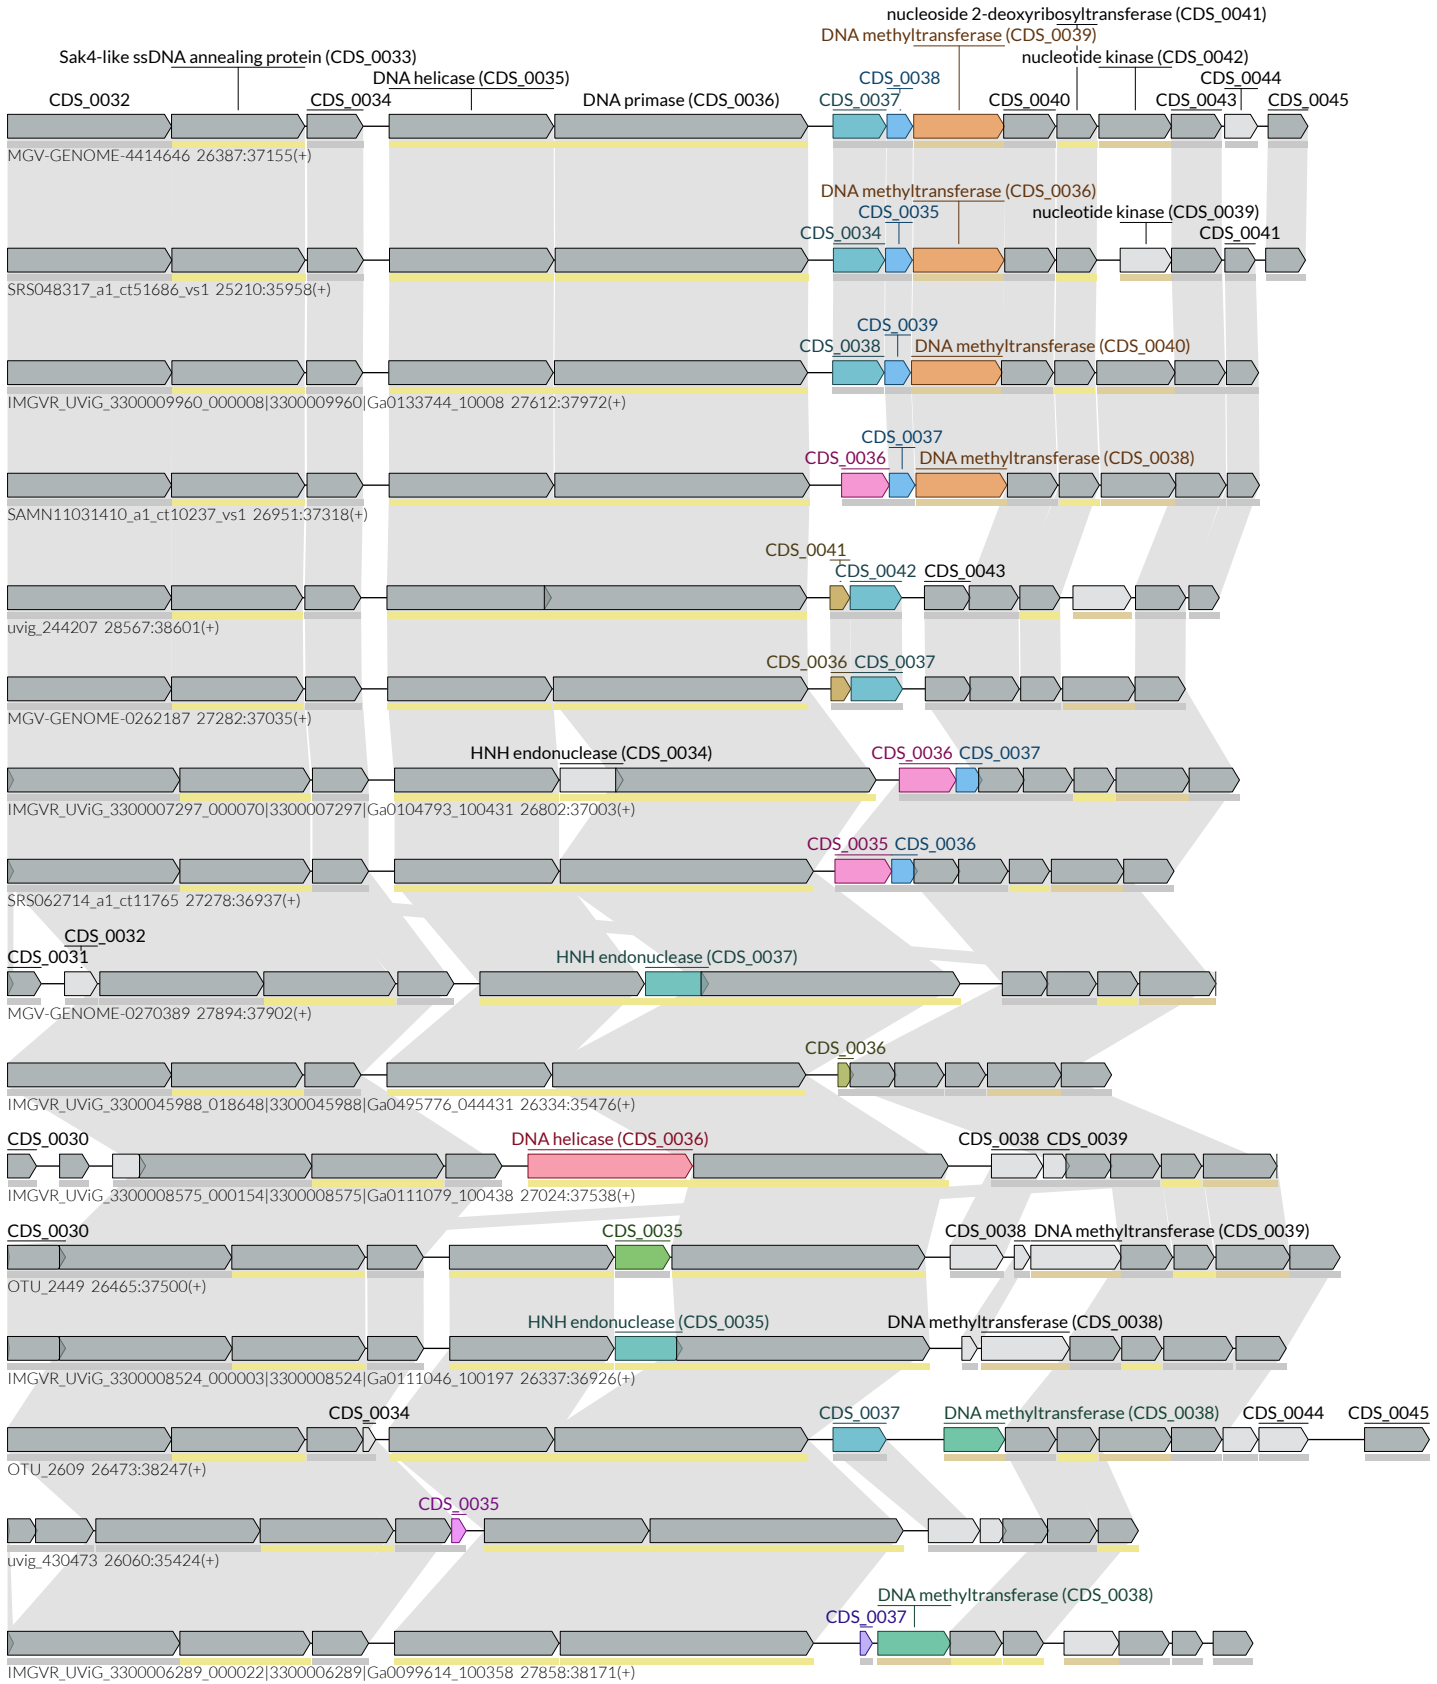 nucleoside 2-deoxyribosyltransferase (CDS_0041)
DNA methyltransferase (CDS_0039)
Sak4-like ssDNA annealing protein (CDS_0033) nucleotide kinase (CDS_0042)
DNA helicase (CDS_0035) CDS_0038 CDS_0044
CDS_0032 CDS_0034 DNA primase (CDS_0036) CDS_0037 CDS_0040 CDS_0043 CDS_0045
MGV-GENOME-4414646 26387:37155(+)
DNA methyltransferase (CDS_0036)
CDS_0035 nucleotide kinase (CDS_0039)
CDS_0034 CDS_0041
SRS048317_a1_ct51686_vs1 25210:35958(+)
CDS_0039
CDS_0038 DNA methyltransferase (CDS_0040)
IMGVR_UViG_3300009960_000008|3300009960|Ga0133744_10008 27612:37972(+)
CDS_0037
CDS_0036 DNA methyltransferase (CDS_0038)
SAMN11031410_a1_ct10237_vs1 26951:37318(+)
CDS_0041
CDS_0042 CDS_0043
uvig_244207 28567:38601(+)
CDS_0036 CDS_0037
MGV-GENOME-0262187 27282:37035(+)
HNH endonuclease (CDS_0034) CDS_0036 CDS_0037
IMGVR_UViG_3300007297_000070|3300007297|Ga0104793_100431 26802:37003(+)
CDS_0035 CDS_0036
SRS062714_a1_ct11765 27278:36937(+)
CDS_0032
CDS_0031 HNH endonuclease (CDS_0037)
MGV-GENOME-0270389 27894:37902(+)
CDS_0036
IMGVR_UViG_3300045988_018648|3300045988|Ga0495776_044431 26334:35476(+)
CDS_0030 DNA helicase (CDS_0036) CDS_0038 CDS_0039
IMGVR_UViG_3300008575_000154|3300008575|Ga0111079_100438 27024:37538(+)
CDS_0030 CDS_0035 CDS_0038 DNA methyltransferase (CDS_0039)
OTU_2449 26465:37500(+)
HNH endonuclease (CDS_0035) DNA methyltransferase (CDS_0038)
IMGVR_UViG_3300008524_000003|3300008524|Ga0111046_100197 26337:36926(+)
CDS_0034 CDS_0037 DNA methyltransferase (CDS_0038) CDS_0044 CDS_0045
OTU_2609 26473:38247(+)
CDS_0035
uvig_430473 26060:35424(+)
DNA methyltransferase (CDS_0038)
CDS_0037
IMGVR_UViG_3300006289_000022|3300006289|Ga0099614_100358 27858:38171(+)